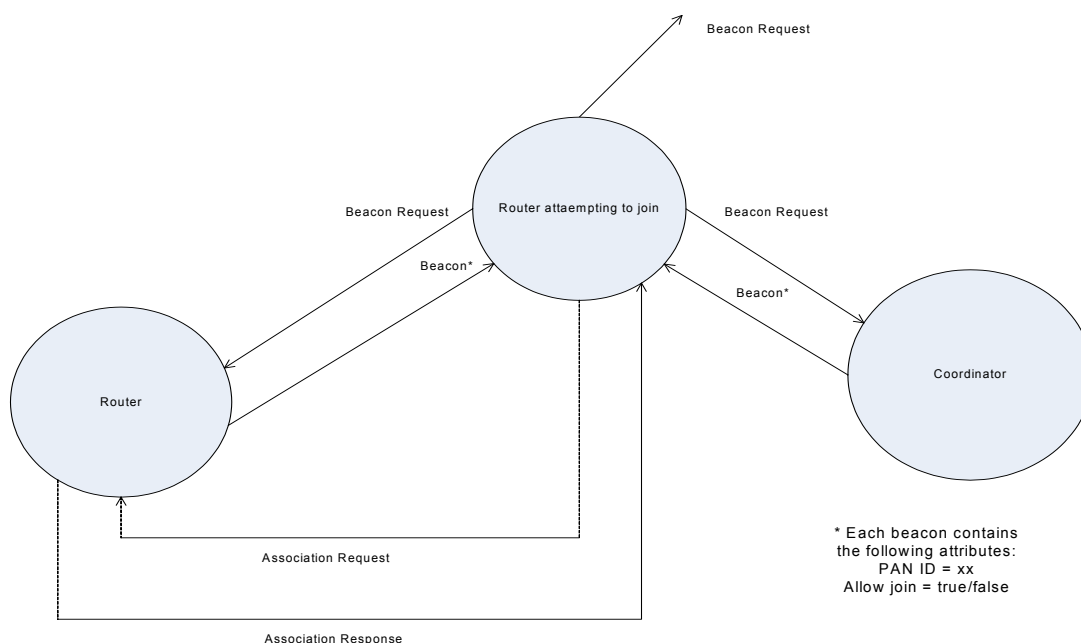 Beacon Request
Router attaempting to join
Beacon Request
Beacon Request
Beacon*
Beacon*
Coordinator
Router
* Each beacon contains
the following attributes:
PAN ID = xx
Allow join = true/false
Association Request
Association Response